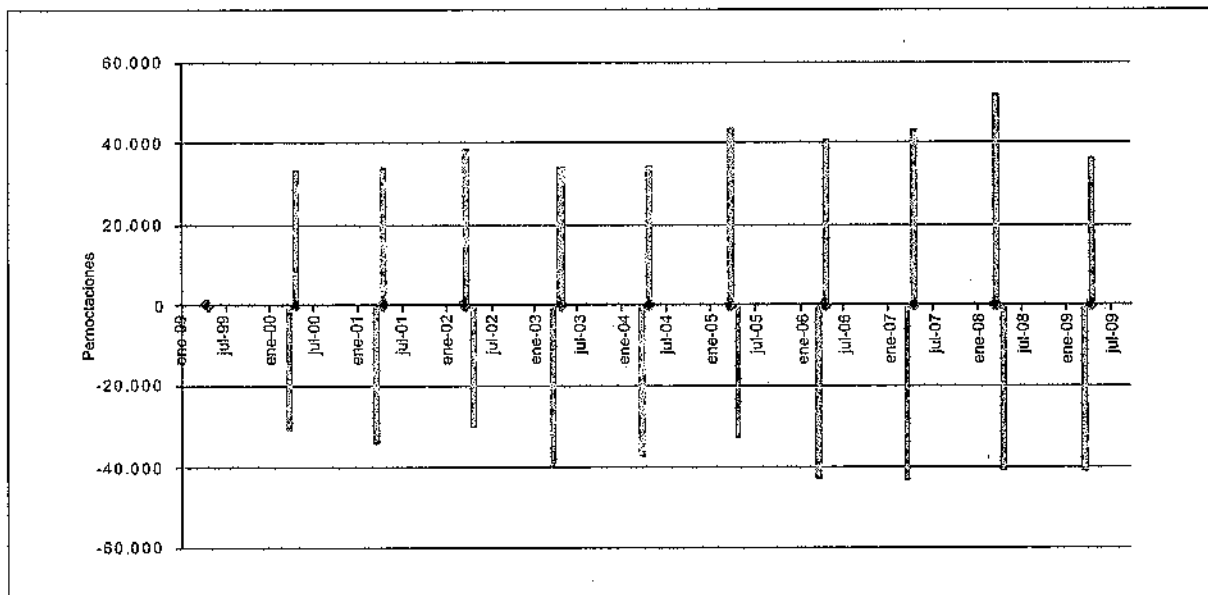 60.000
40.000
20.000
0
-20.000
-40.000
-60.000
Pernoctaciones
ene-99
jul-99
ene-00
jul-00
ene-01
jul-01
ene-02
jul-02
ene-03
jul-03
ene-04
jul-04
ene-05
jul-05
ene-06
jul-06
ene-07
jul-07
ene-08
jul-08
ene-09
jul-09